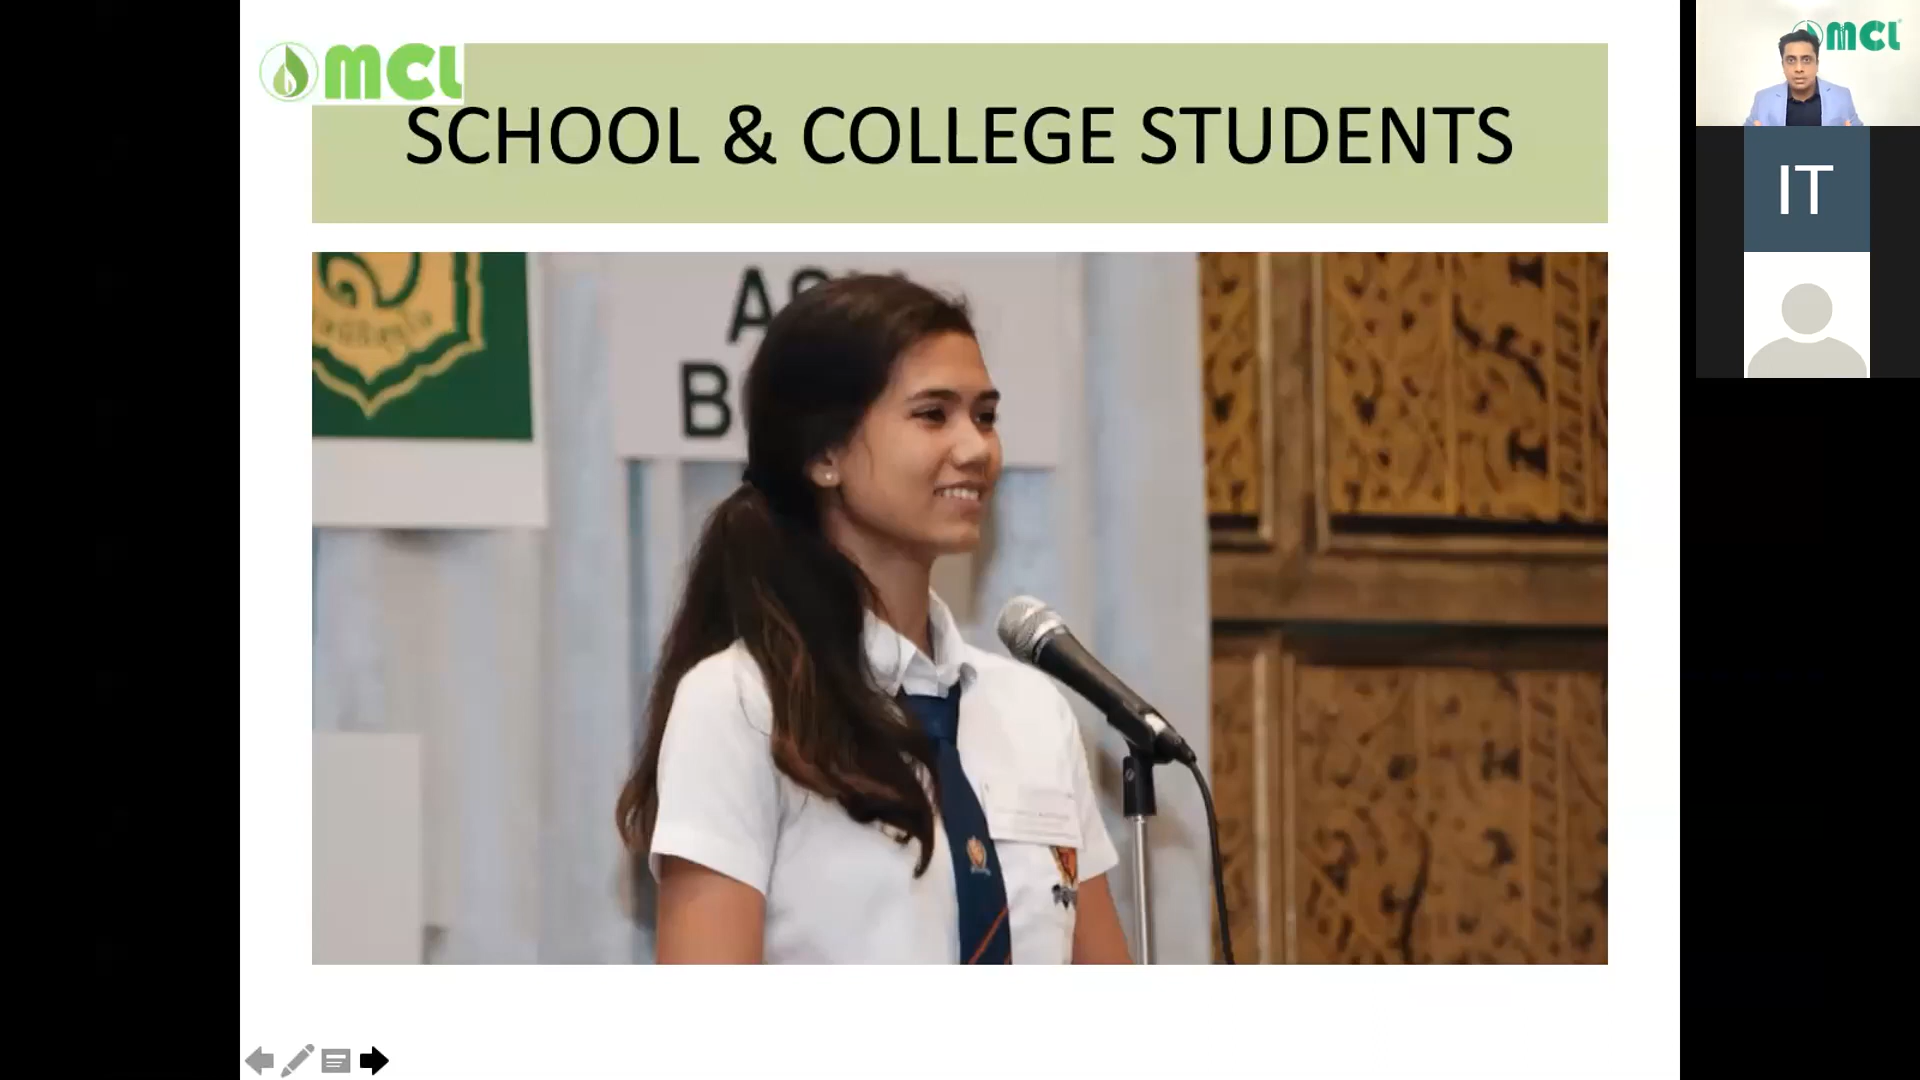 MCL
SCHOOL & COLLEGE STUDENTS
A
B
MCL
IT